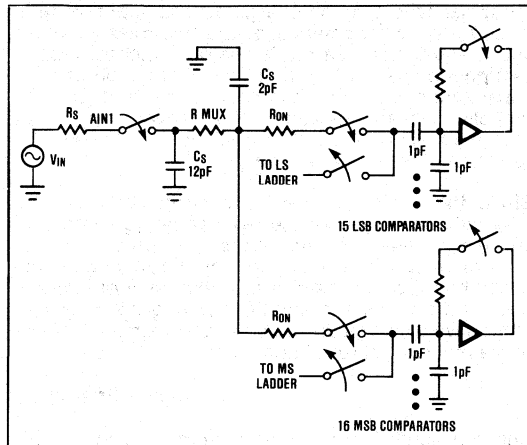 CS
2pF
RS
AIN1
R MUX
RON
VIN
CS
12pF
1pF
TO LS
LADDER
1pF
15 LSB COMPARATORS
RON
1pF
TO MS
LADDER
1pF
16 MSB COMPARATORS